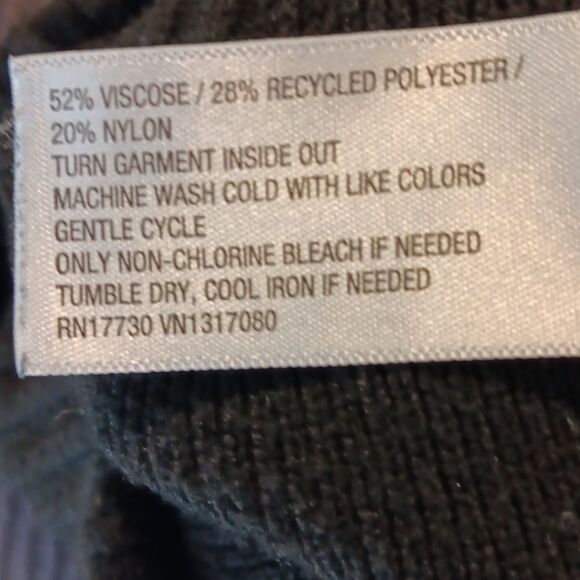 52% VISCOSE / 28% RECYCLED POLYESTER /
20% NYLON
TURN GARMENT INSIDE OUT
MACHINE WASH COLD WITH LIKE COLORS
GENTLE CYCLE
ONLY NON-CHLORINE BLEACH IF NEEDED
TUMBLE DRY, COOL IRON IF NEEDED
RN17730 VN1317080